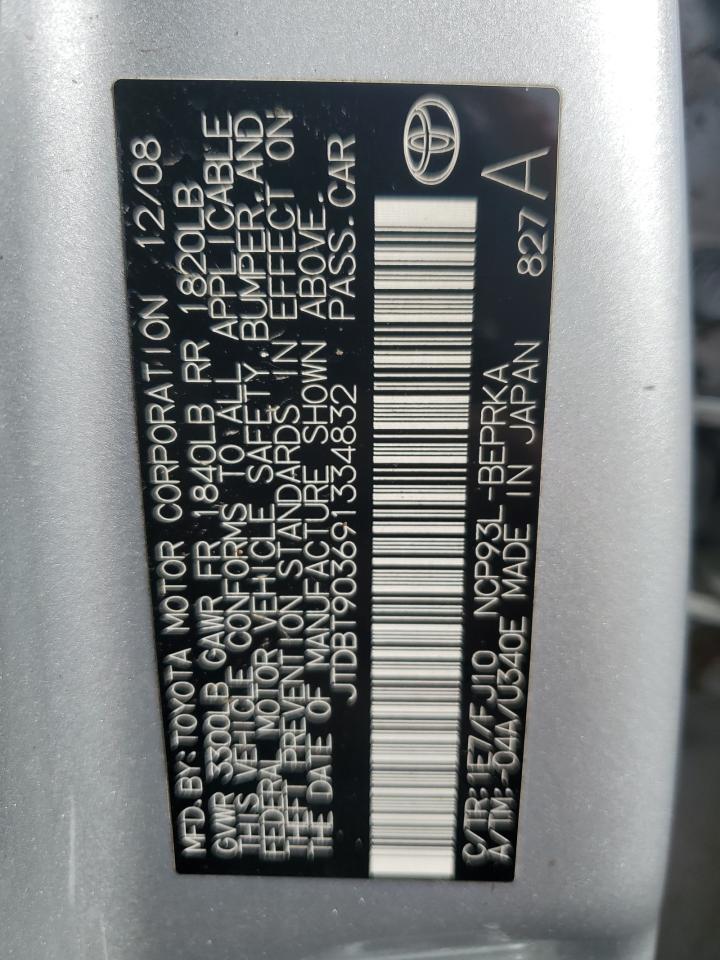 MFD. BY: TOYOTA MOTOR CORPORATION 12/08
GVWR 3300LB GAWR FR 1840LB RR 1820LB
THIS VEHICLE CONFORMS TO ALL APPLICABLE
FEDERAL MOTOR VEHICLE SAFETY, BUMPER, AND
THEFT PREVENTION STANDARDS IN EFFECT ON
THE DATE OF MANUFACTURE SHOWN ABOVE.
JTDBT903691334832 PASS. CAR
C/TR: 1E7/FJ10 NCP93L-BEPRKA
A/TM: -04A/U340E MADE IN JAPAN 827 A